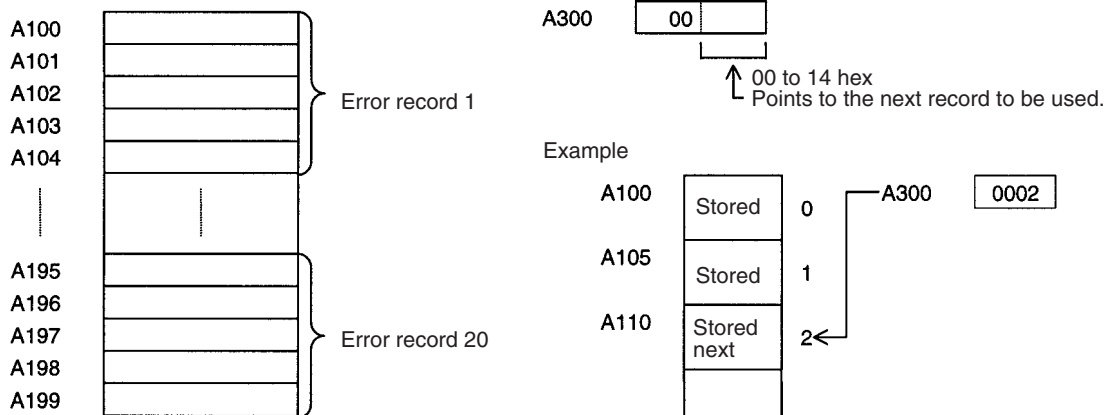 A100
A101
A102
A103
A104
Error record 1
A195
A196
A197
A198
A199
Error record 20
A300
00
00 to 14 hex
Points to the next record to be used.
Example
A100
Stored
0
A300
0002
A105
Stored
1
A110
Stored
next
2